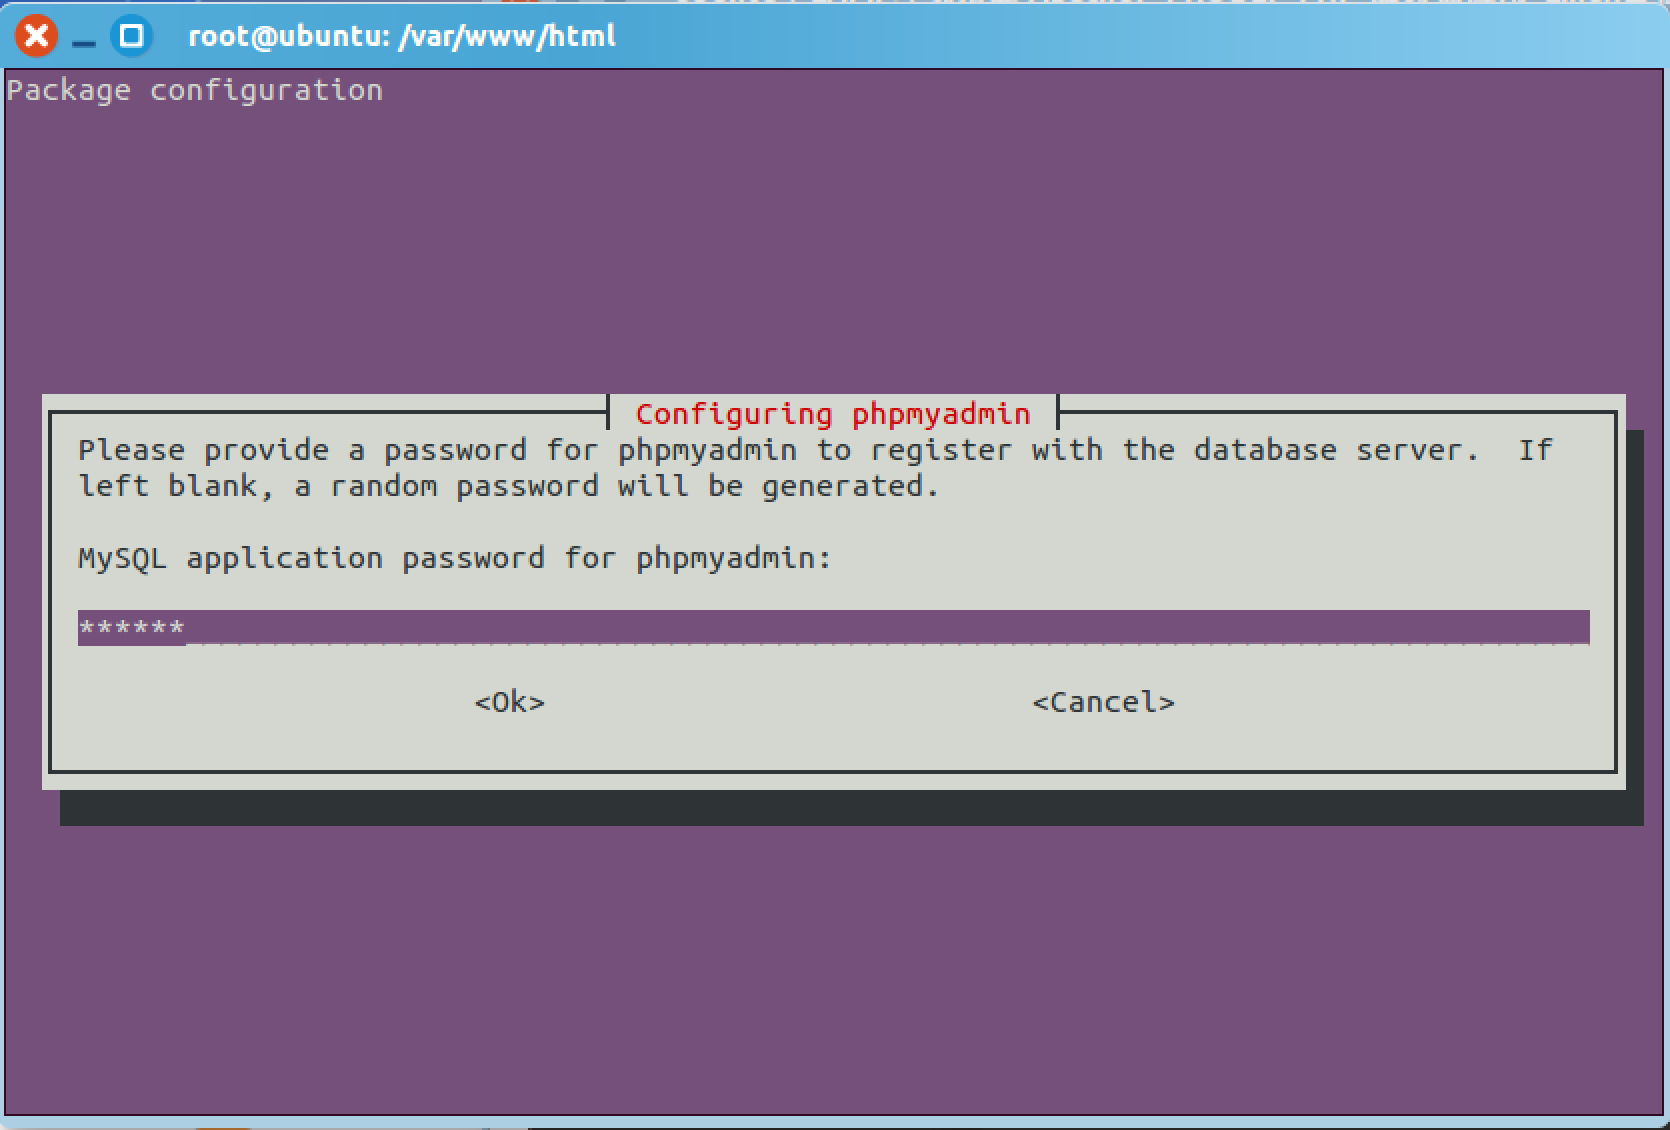 root@ubuntu: /var/www/html
Package configuration
Configuring phpmyadmin
Please provide a password for phpmyadmin to register with the database server.  If
left blank, a random password will be generated.
MySQL application password for phpmyadmin:
******
<Ok> <Cancel>